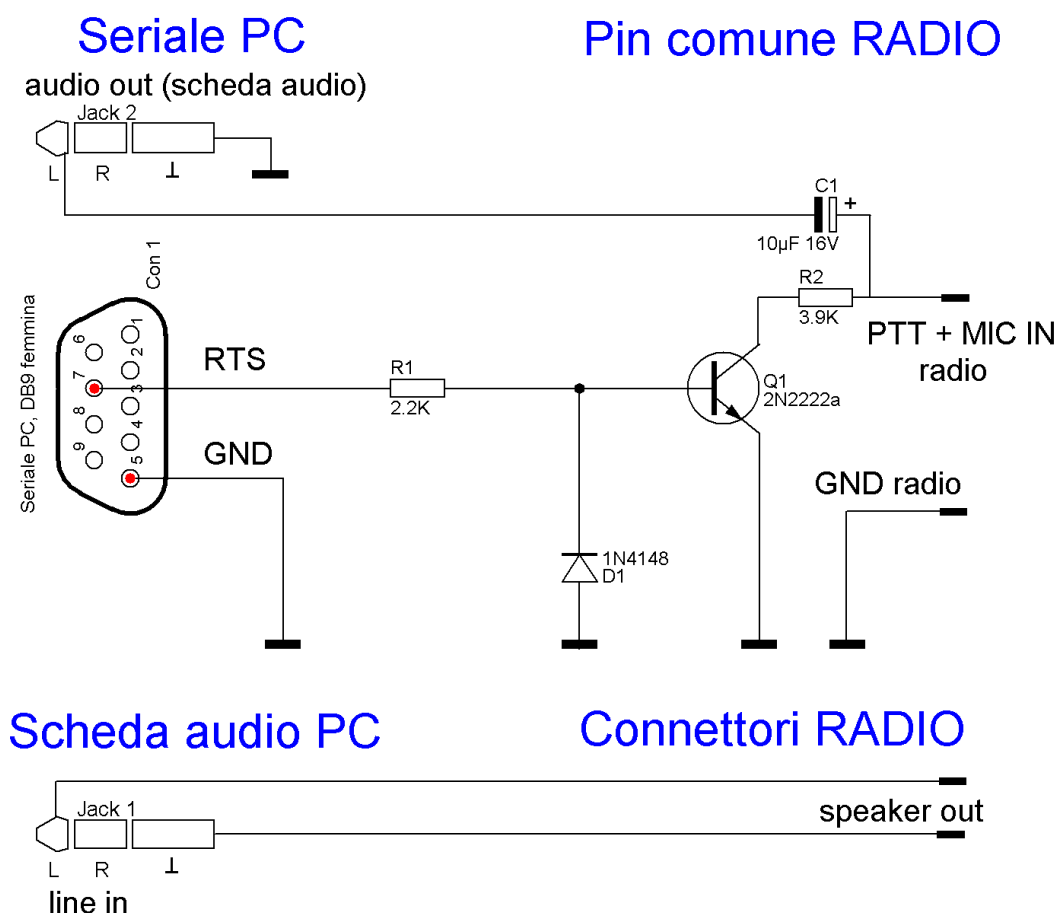 Seriale PC
Pin comune RADIO
audio out (scheda audio)
Jack 2
L
R
C1
+
10µF 16V
Con 1
Seriale PC, DB9 femmina
1
6
2
7
3
8
4
9
5
RTS
GND
R1
2.2K
R2
3.9K
PTT + MIC IN
radio
Q1
2N2222a
GND radio
1N4148
D1
Scheda audio PC
Connettori RADIO
Jack 1
speaker out
L
R
line in